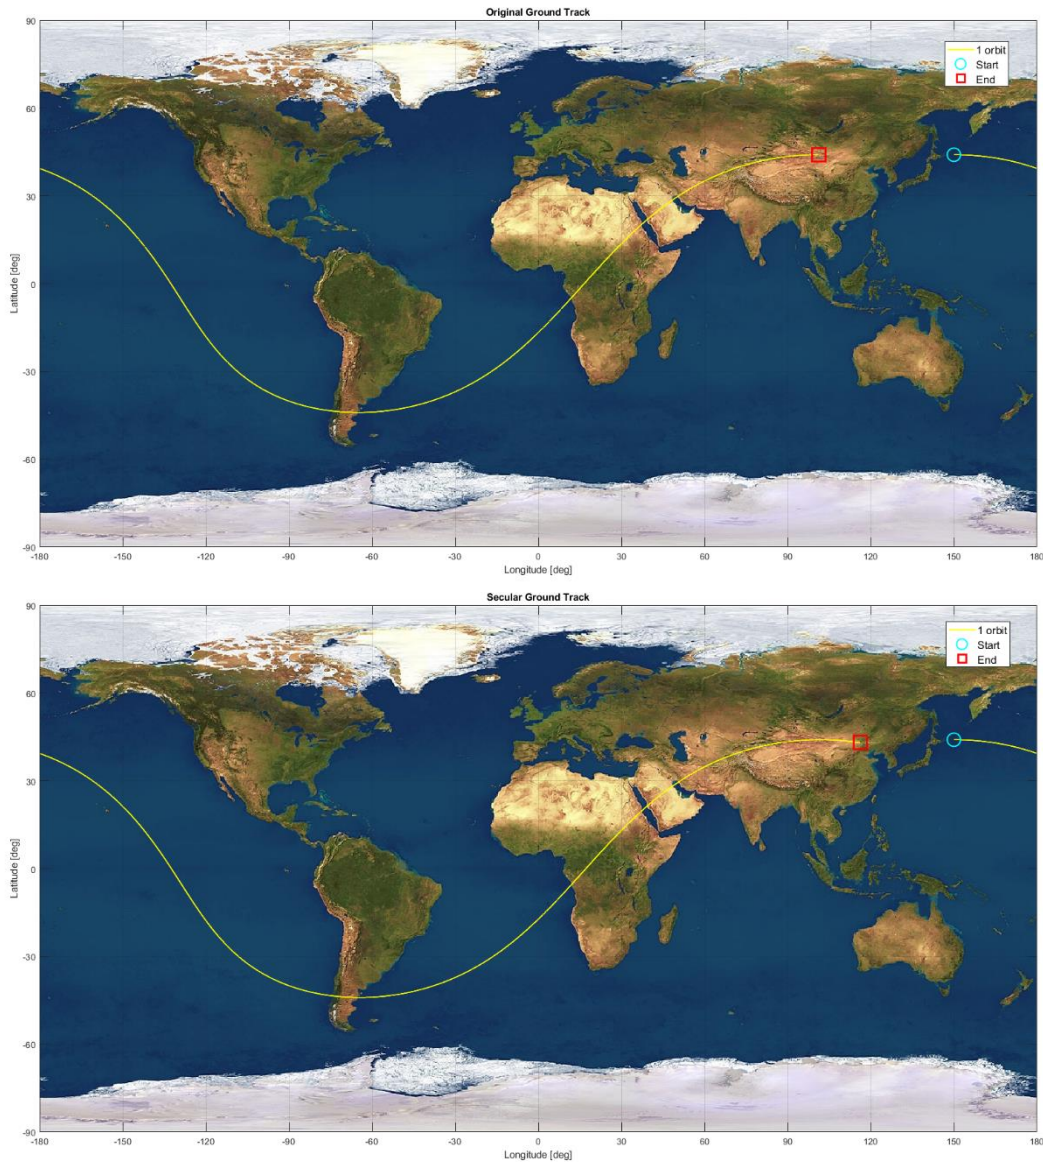 Original Ground Track
90
60
30
0
-30
-60
-90
Latitude [deg]
1 orbit
Start
End
-180 -150 -120 -90 -60 -30 0 30 60 90 120 150 180
Longitude [deg]
Secular Ground Track
90
60
30
0
-30
-60
-90
Latitude [deg]
1 orbit
Start
End
-180 -150 -120 -90 -60 -30 0 30 60 90 120 150 180
Longitude [deg]